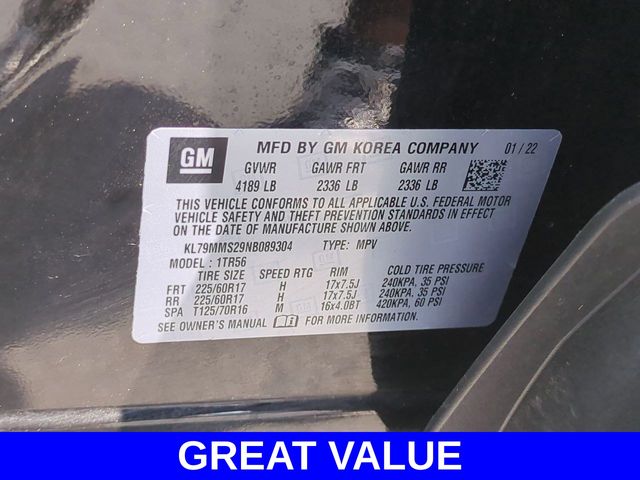 GM
MFD BY GM KOREA COMPANY 01/22
GVWR GAWR FRT GAWR RR
4189 LB 2336 LB 2336 LB
THIS VEHICLE CONFORMS TO ALL APPLICABLE U.S. FEDERAL MOTOR
VEHICLE SAFETY AND THEFT PREVENTION STANDARDS IN EFFECT
ON THE DATE OF MANUFACTURE SHOWN ABOVE.
KL79MMS29NB089304 TYPE: MPV
MODEL: 1TR56
TIRE SIZE SPEED RTG RIM COLD TIRE PRESSURE
FRT 225/60R17 H 17x7.5J 240KPA, 35 PSI
RR 225/60R17 H 17x7.5J 240KPA, 35 PSI
SPA T125/70R16 M 16x4.0BT 420KPA, 60 PSI
SEE OWNER'S MANUAL FOR MORE INFORMATION.
GREAT VALUE